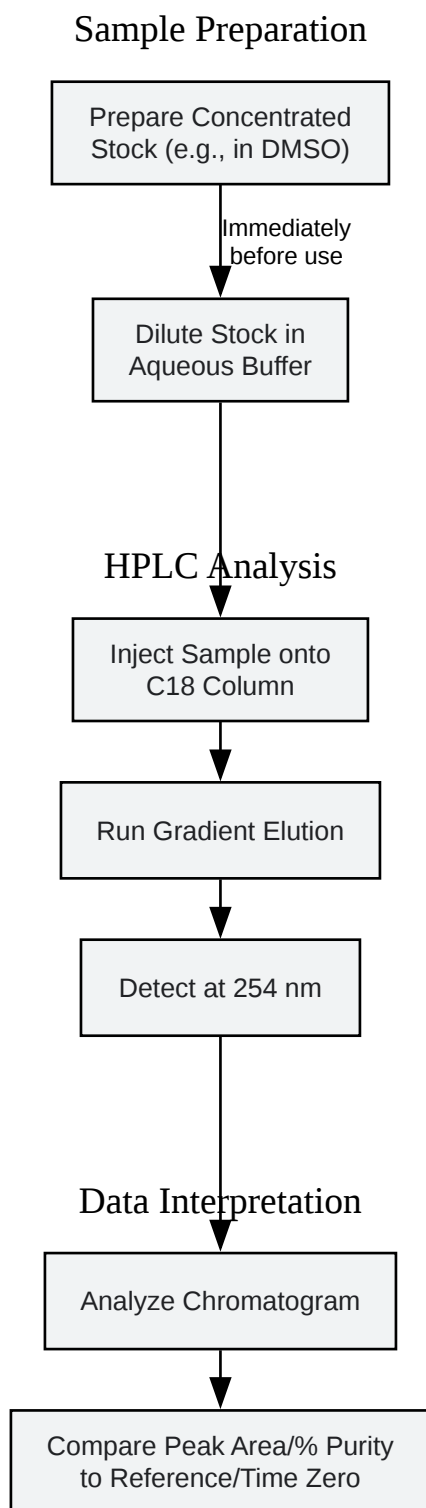 Sample Preparation
Prepare Concentrated
Stock (e.g., in DMSO)
Immediately
before use
Dilute Stock in
Aqueous Buffer
HPLC Analysis
Inject Sample onto
C18 Column
Run Gradient Elution
Detect at 254 nm
Data Interpretation
Analyze Chromatogram
Compare Peak Area/% Purity
to Reference/Time Zero